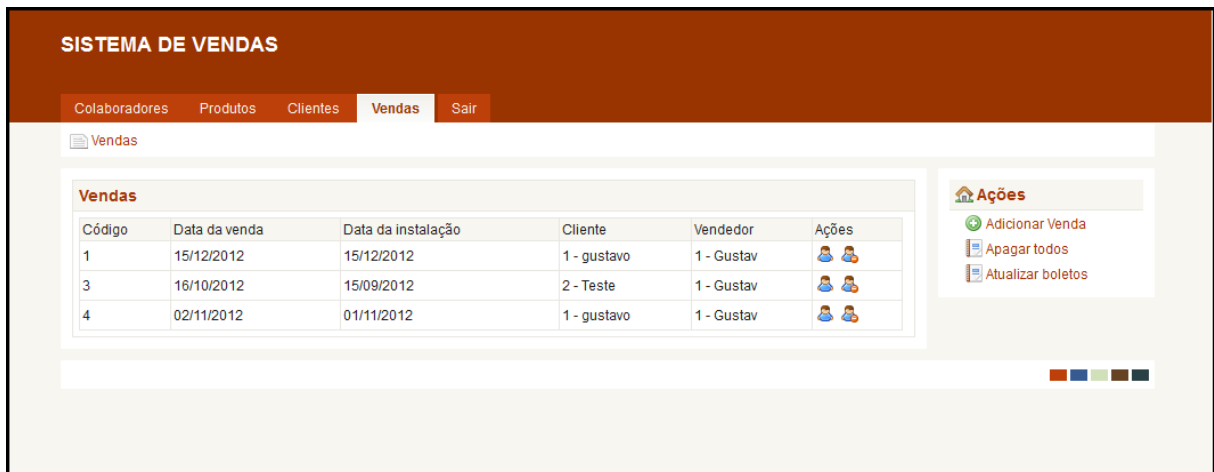 SISTEMA DE VENDAS
Colaboradores Produtos Clientes Vendas Sair
Vendas
Vendas
Código Data da venda Data da instalação Cliente Vendedor Ações
1 15/12/2012 15/12/2012 1 - gustavo 1 - Gustav
3 16/10/2012 15/09/2012 2 - Teste 1 - Gustav
4 02/11/2012 01/11/2012 1 - gustavo 1 - Gustav
Ações
Adicionar Venda
Apagar todos
Atualizar boletos